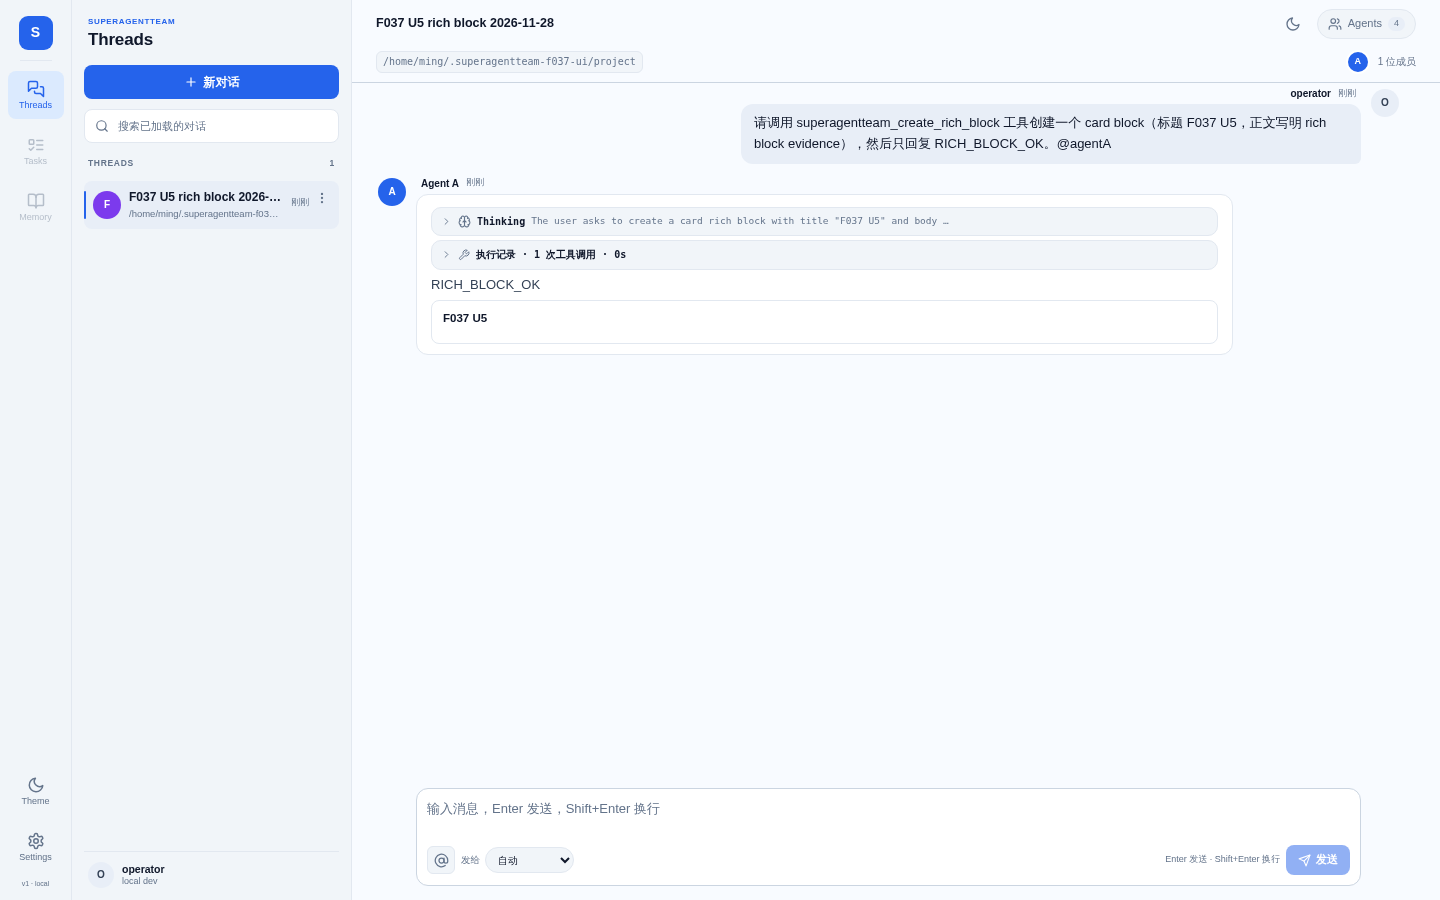 S
Threads
Tasks
Memory
Theme
Settings
v1 · local
SUPERAGENTTEAM
Threads
新对话
搜索已加载的对话
THREADS 1
F
F037 U5 rich block 2026-... 刚刚
/home/ming/.superagentteam-f03...
O
operator
local dev
F037 U5 rich block 2026-11-28
Agents 4
/home/ming/.superagentteam-f037-ui/project
A 1 位成员
operator 刚刚
O
请调用 superagentteam_create_rich_block 工具创建一个 card block（标题 F037 U5，正文写明 rich
block evidence），然后只回复 RICH_BLOCK_OK。@agentA
A
Agent A 刚刚
Thinking The user asks to create a card rich block with title "F037 U5" and body …
执行记录 · 1 次工具调用 · 0s
RICH_BLOCK_OK
F037 U5
输入消息，Enter 发送，Shift+Enter 换行
发给 自动
Enter 发送 · Shift+Enter 换行
发送